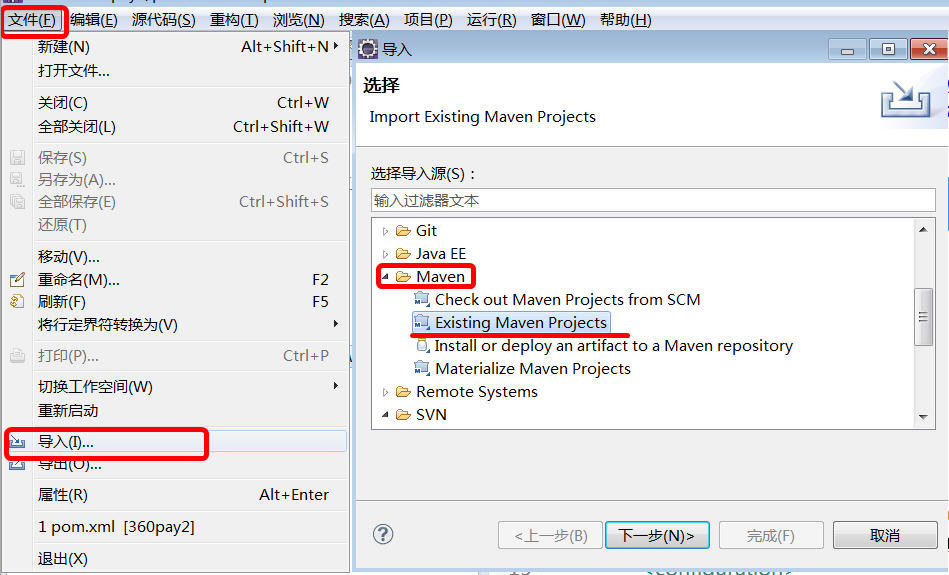 文件(F) 编辑(E) 源代码(S) 重构(T) 浏览(N) 搜索(A) 项目(P) 运行(R) 窗口(W) 帮助(H)
新建(N) Alt+Shift+N
打开文件...
关闭(C) Ctrl+W
全部关闭(L) Ctrl+Shift+W
保存(S) Ctrl+S
另存为(A)...
全部保存(E) Ctrl+Shift+S
还原(T)
移动(V)...
重命名(M)... F2
刷新(F) F5
将行定界符转换为(V)
打印(P)... Ctrl+P
切换工作空间(W)
重新启动
导入(I)...
导出(O)...
属性(R) Alt+Enter
1 pom.xml [360pay2]
退出(X)
导入
选择
Import Existing Maven Projects
选择导入源(S)：
输入过滤器文本
Git
Java EE
Maven
Check out Maven Projects from SCM
Existing Maven Projects
Install or deploy an artifact to a Maven repository
Materialize Maven Projects
Remote Systems
SVN
<上一步(B) 下一步(N)> 完成(F) 取消